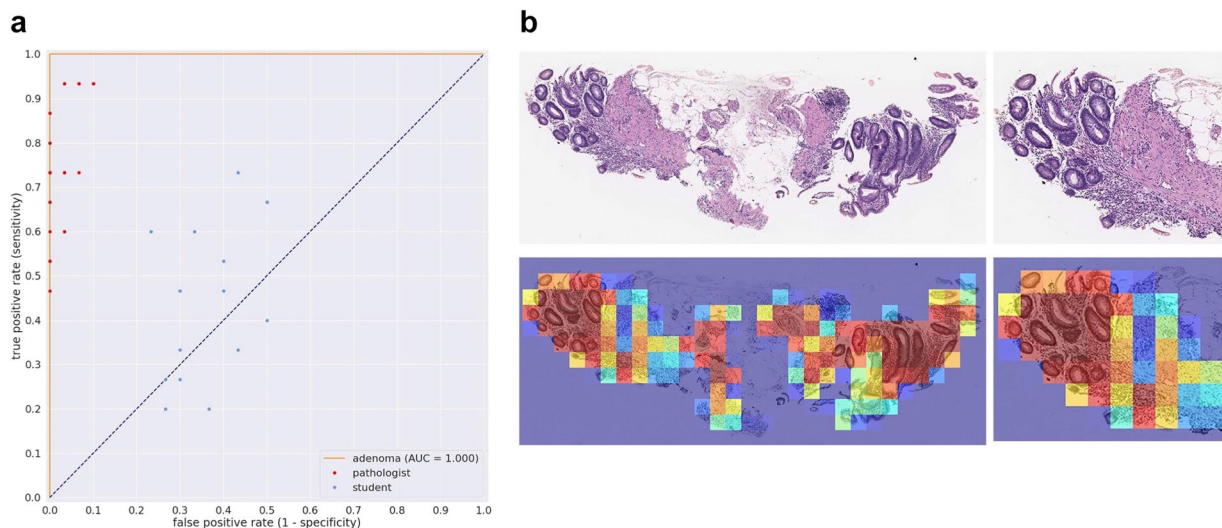 a
b
1.0
0.9
0.8
0.7
0.6
0.5
0.4
0.3
0.2
0.1
0.0
true positive rate (sensitivity)
adenoma (AUC = 1.000)
pathologist
student
0.0 0.1 0.2 0.3 0.4 0.5 0.6 0.7 0.8 0.9 1.0
false positive rate (1 - specificity)